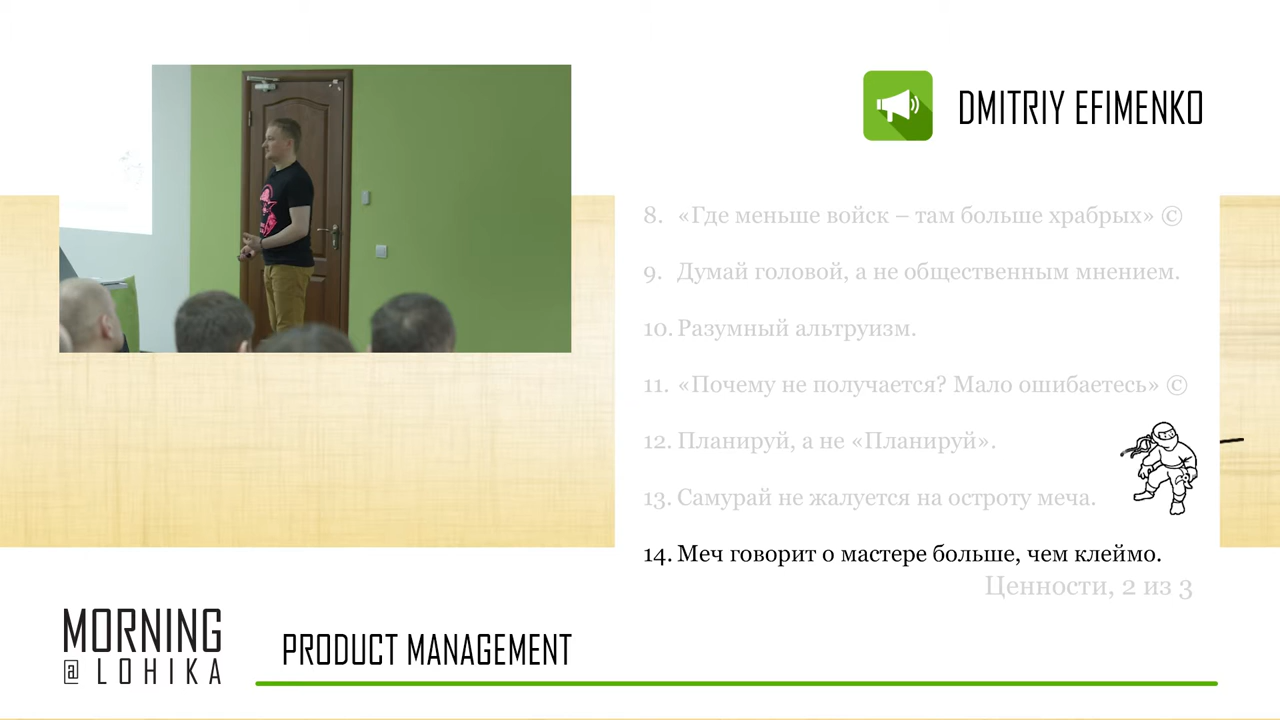 DMITRIY EFIMENKO
8. «Где меньше войск – там больше храбрых» ©
9. Думай головой, а не общественным мнением.
10. Разумный альтруизм.
11. «Почему не получается? Мало ошибаетесь» ©
12. Планируй, а не «Планируй».
13. Самурай не жалуется на остроту меча.
14. Меч говорит о мастере больше, чем клеймо.
Ценности, 2 из 3
MORNING
@ LOHIKA
PRODUCT MANAGEMENT